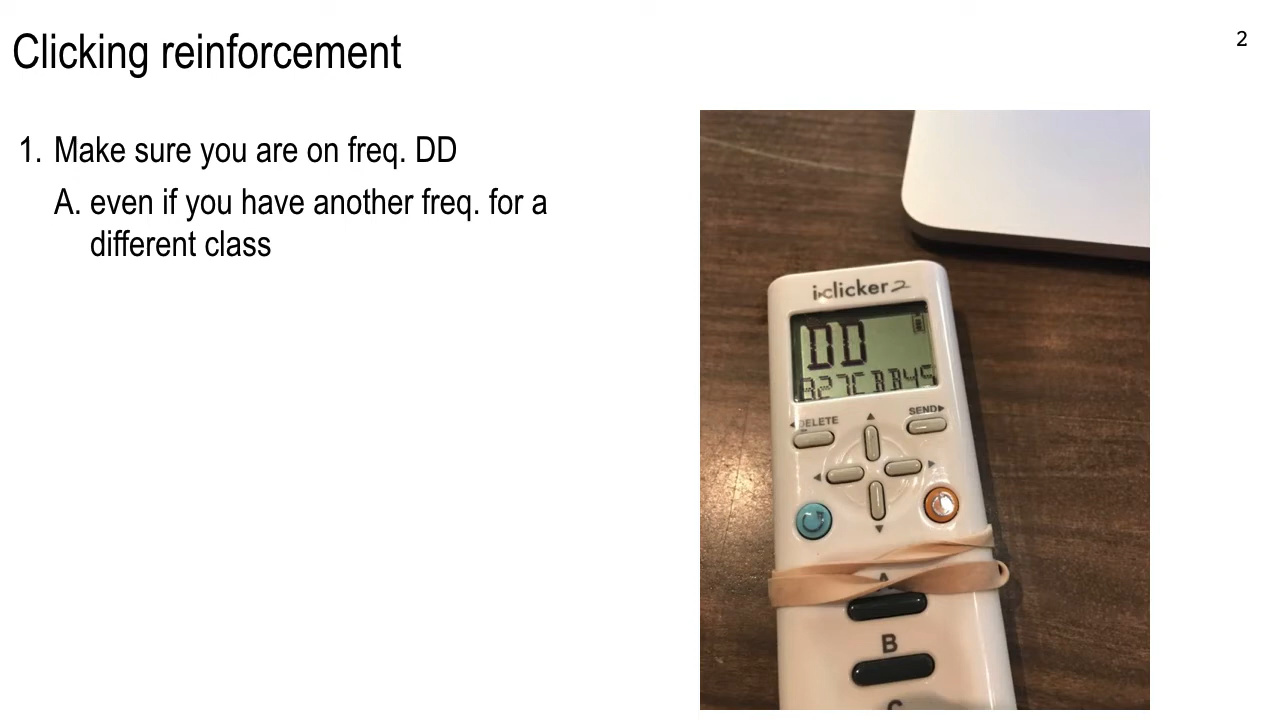 Clicking reinforcement
2
1. Make sure you are on freq. DD
A. even if you have another freq. for a
different class
i>clicker2
DD
DELETE
SEND
A
B
C